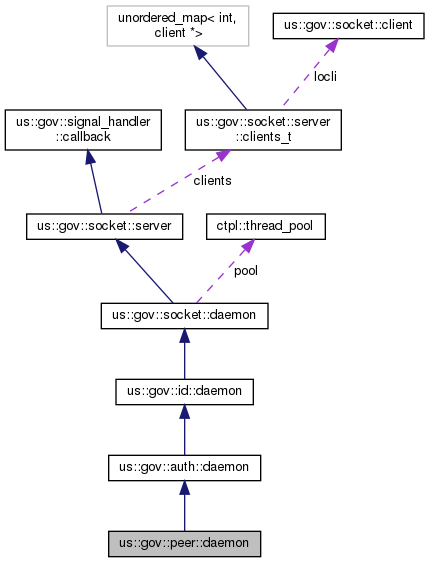 unordered_map< int,
client *>
us::gov::socket::client
locli
us::gov::signal_handler
::callback
us::gov::socket::server
::clients_t
clients
us::gov::socket::server
ctpl::thread_pool
pool
us::gov::socket::daemon
us::gov::id::daemon
us::gov::auth::daemon
us::gov::peer::daemon